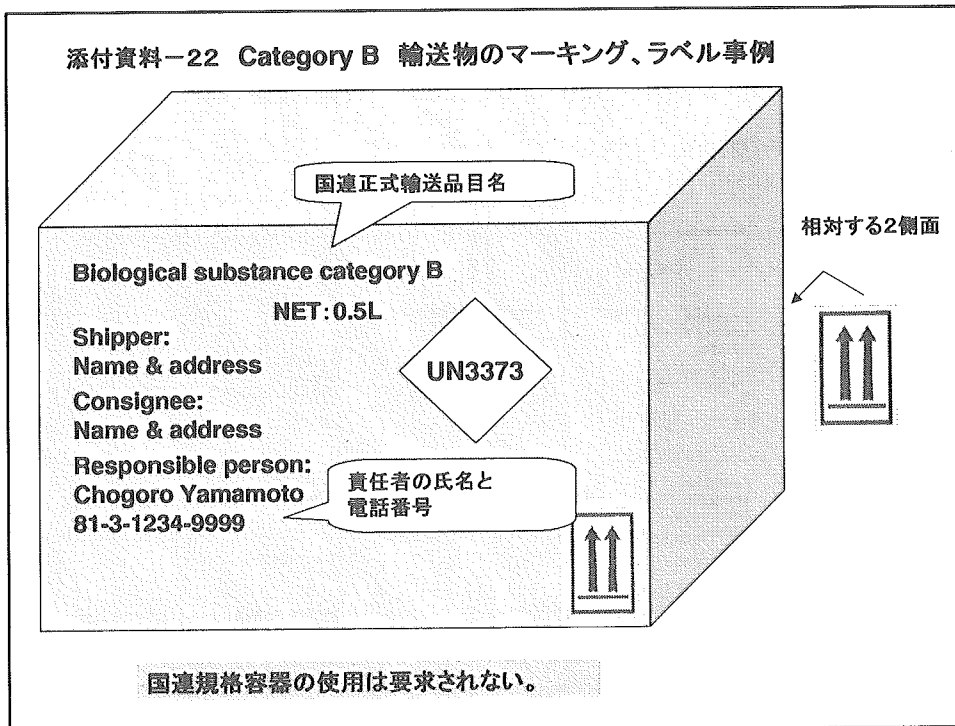 添付資料－22 Category B 輸送物のマーキング、ラベル事例
国連正式輸送品目名
相対する2側面
Biological substance category B
NET:0.5L
Shipper:
Name & address
UN3373
Consignee:
Name & address
Responsible person:
Chogoro Yamamoto
81-3-1234-9999
責任者の氏名と
電話番号
国連規格容器の使用は要求されない。